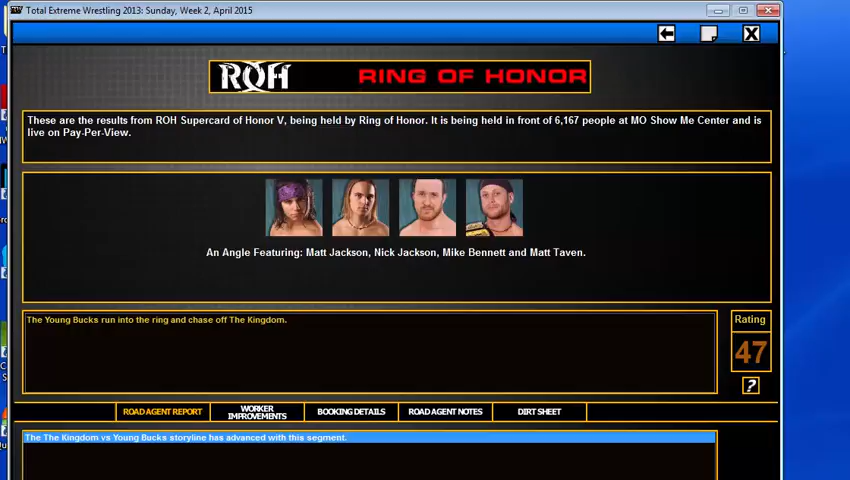 Total Extreme Wrestling 2013: Sunday, Week 2, April 2015
ROH RING OF HONOR
These are the results from ROH Supercard of Honor V, being held by Ring of Honor. It is being held in front of 6,167 people at MO Show Me Center and is
live on Pay-Per-View.
An Angle Featuring: Matt Jackson, Nick Jackson, Mike Bennett and Matt Taven.
The Young Bucks run into the ring and chase off The Kingdom.
Rating
47
?
ROAD AGENT REPORT
WORKER
IMPROVEMENTS
BOOKING DETAILS
ROAD AGENT NOTES
DIRT SHEET
The The Kingdom vs Young Bucks storyline has advanced with this segment.